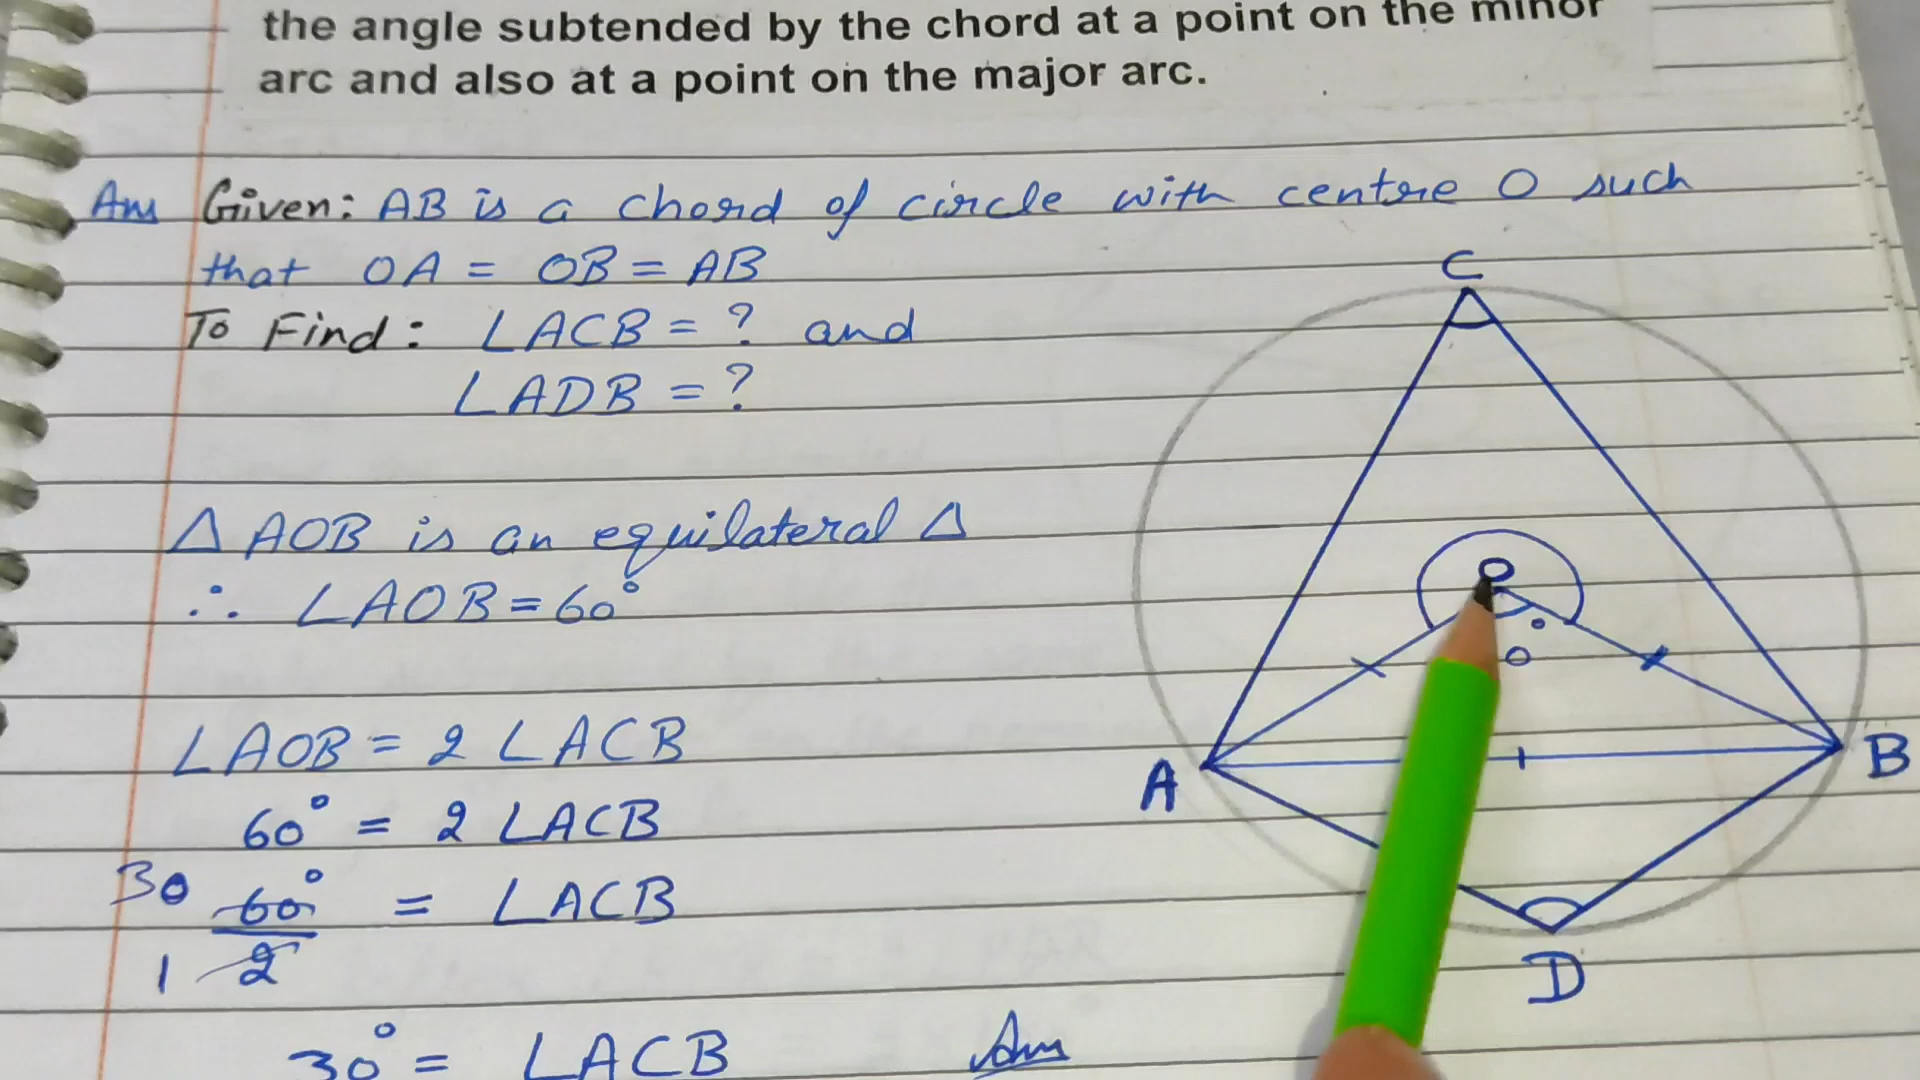 the angle subtended by the chord at a point on the minor
arc and also at a point on the major arc.
Ans Given: AB is a chord of circle with centre O such
that OA = OB = AB
To Find: ∠ACB = ? and
∠ADB = ?
△ AOB is an equilateral △
∴ ∠AOB = 60°
∠AOB = 2 ∠ACB
60° = 2 ∠ACB
30 60° = ∠ACB
1 2
30° = ∠ACB Ans
C
O
A
B
D